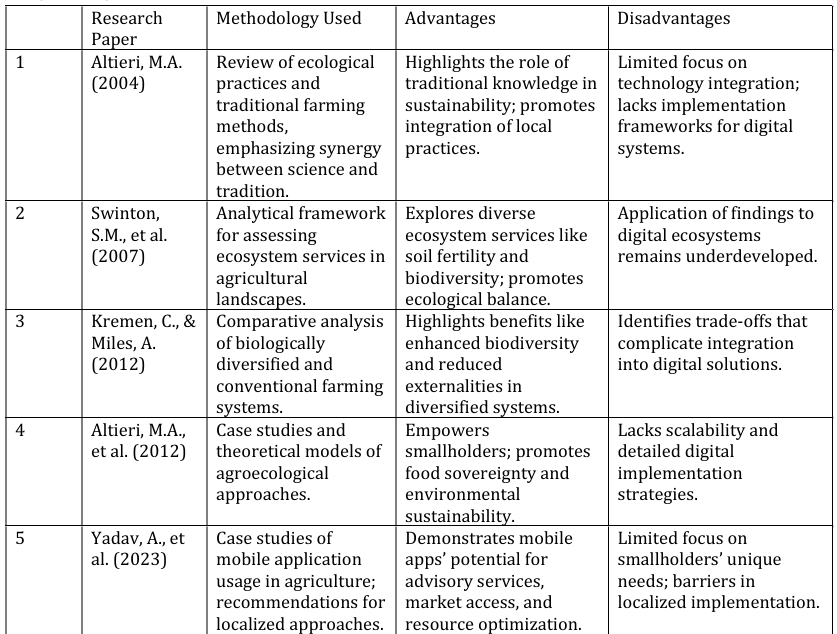 Research Paper Methodology Used Advantages Disadvantages
1 Altieri, M.A. (2004) Review of ecological practices and traditional farming methods, emphasizing synergy between science and tradition. Highlights the role of traditional knowledge in sustainability; promotes integration of local practices. Limited focus on technology integration; lacks implementation frameworks for digital systems.
2 Swinton, S.M., et al. (2007) Analytical framework for assessing ecosystem services in agricultural landscapes. Explores diverse ecosystem services like soil fertility and biodiversity; promotes ecological balance. Application of findings to digital ecosystems remains underdeveloped.
3 Kremen, C., & Miles, A. (2012) Comparative analysis of biologically diversified and conventional farming systems. Highlights benefits like enhanced biodiversity and reduced externalities in diversified systems. Identifies trade-offs that complicate integration into digital solutions.
4 Altieri, M.A., et al. (2012) Case studies and theoretical models of agroecological approaches. Empowers smallholders; promotes food sovereignty and environmental sustainability. Lacks scalability and detailed digital implementation strategies.
5 Yadav, A., et al. (2023) Case studies of mobile application usage in agriculture; recommendations for localized approaches. Demonstrates mobile apps’ potential for advisory services, market access, and resource optimization. Limited focus on smallholders’ unique needs; barriers in localized implementation.